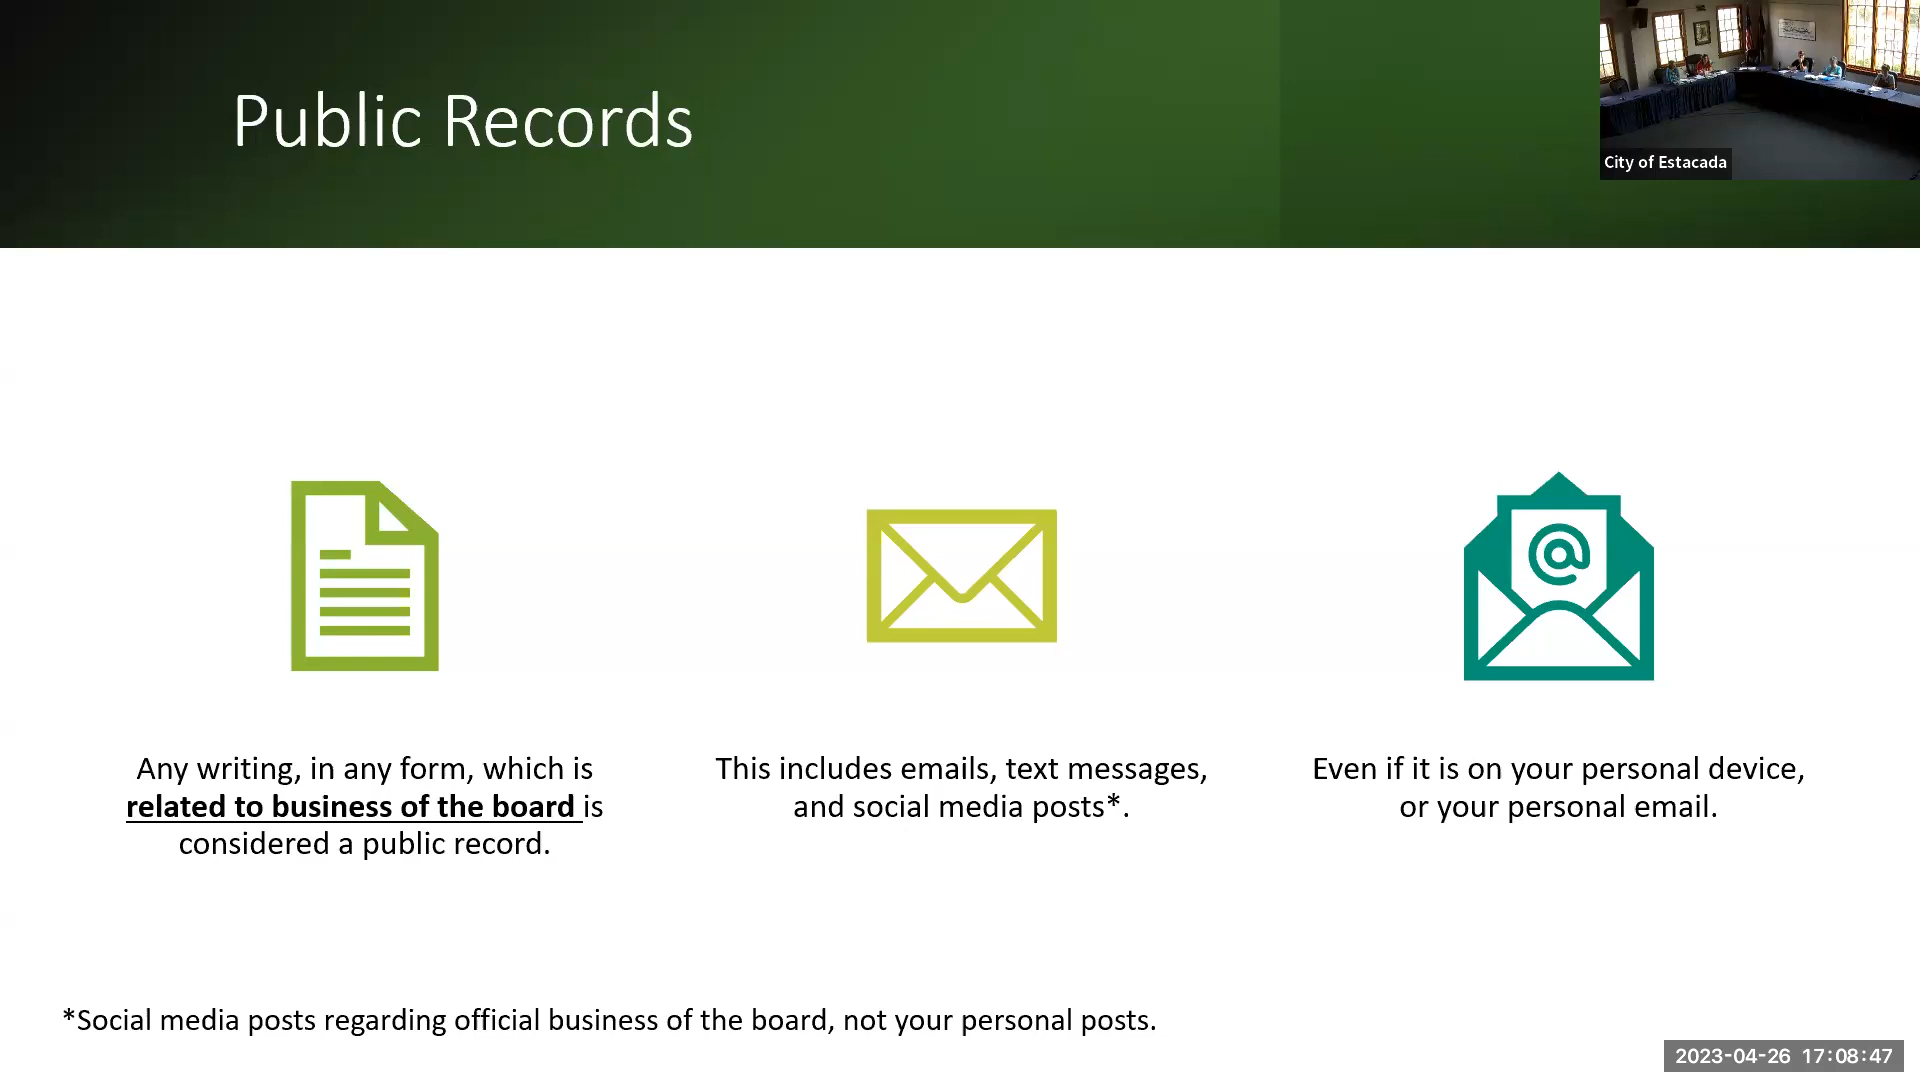 Public Records
City of Estacada
Any writing, in any form, which is
related to business of the board is
considered a public record.
This includes emails, text messages,
and social media posts*.
Even if it is on your personal device,
or your personal email.
*Social media posts regarding official business of the board, not your personal posts.
2023-04-26 17:08:47